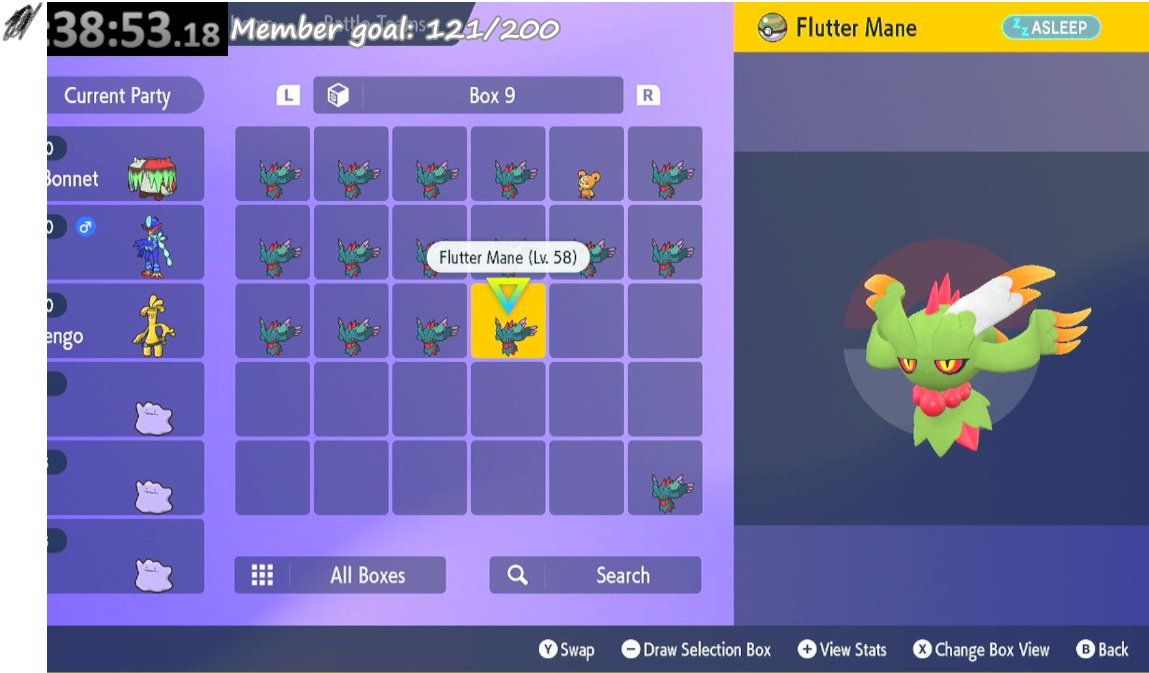 :38:53.18
Member goal: 121/200
Flutter Mane
ASLEEP
Current Party
L
Box 9
R
Bonnet
engo
Flutter Mane (Lv. 58)
All Boxes
Search
Y Swap
Draw Selection Box
View Stats
X Change Box View
B Back